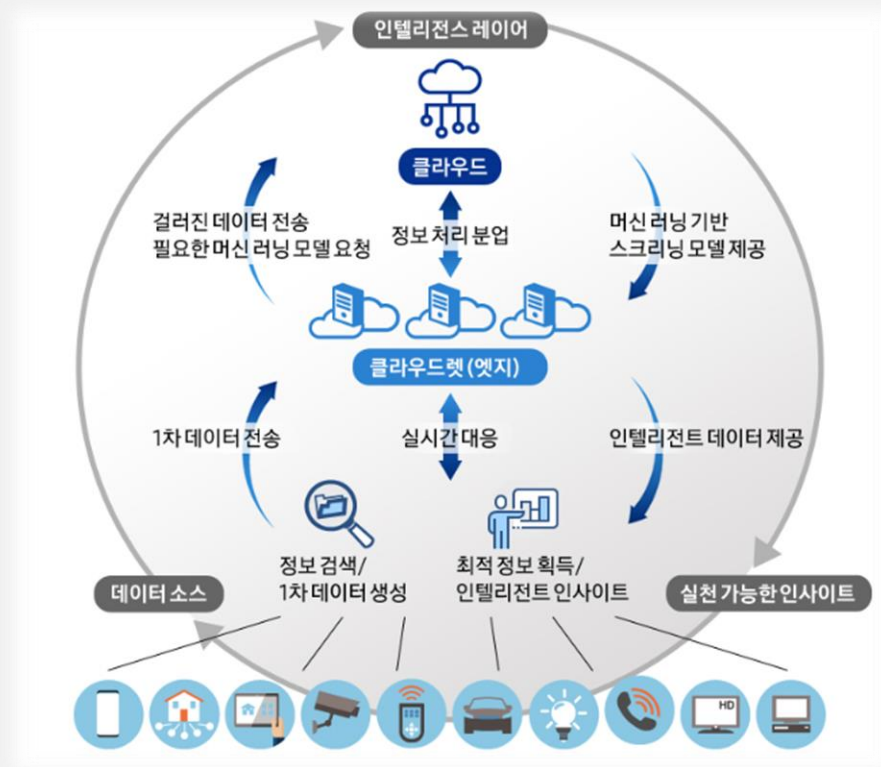 인텔리전스 레이어
클라우드
걸러진 데이터 전송
필요한 머신 러닝 모델 요청
정보 처리 분업
머신 러닝 기반
스크리닝 모델 제공
클라우드렛 (엣지)
1차 데이터 전송
실시간 대응
인텔리전트 데이터 제공
정보 검색/
1차 데이터 생성
최적 정보 획득/
인텔리전트 인사이트
데이터 소스
실천 가능한 인사이트
HD